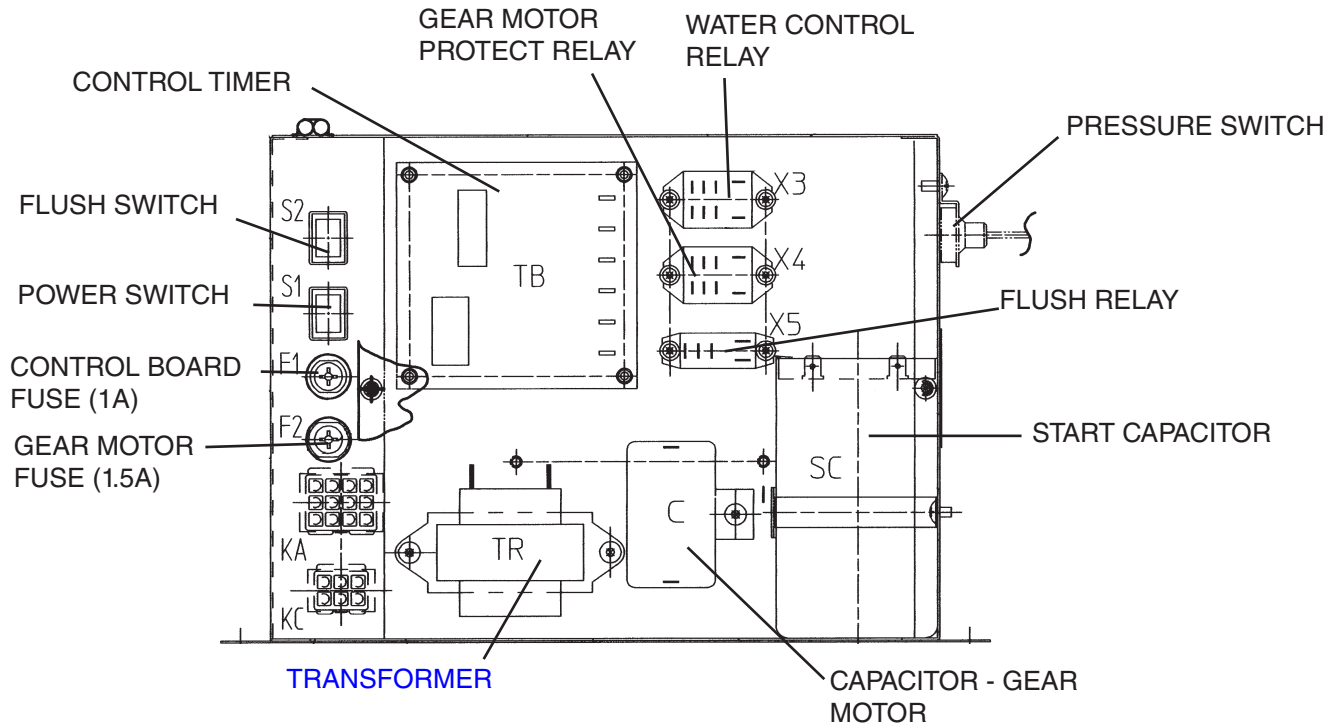 GEAR MOTOR
PROTECT RELAY
WATER CONTROL
RELAY
CONTROL TIMER
PRESSURE SWITCH
FLUSH SWITCH
S2
X3
TB
X4
POWER SWITCH
S1
FLUSH RELAY
X5
CONTROL BOARD
FUSE (1A)
F1
GEAR MOTOR
FUSE (1.5A)
F2
START CAPACITOR
SC
C
KA
TR
KC
TRANSFORMER
CAPACITOR - GEAR
MOTOR